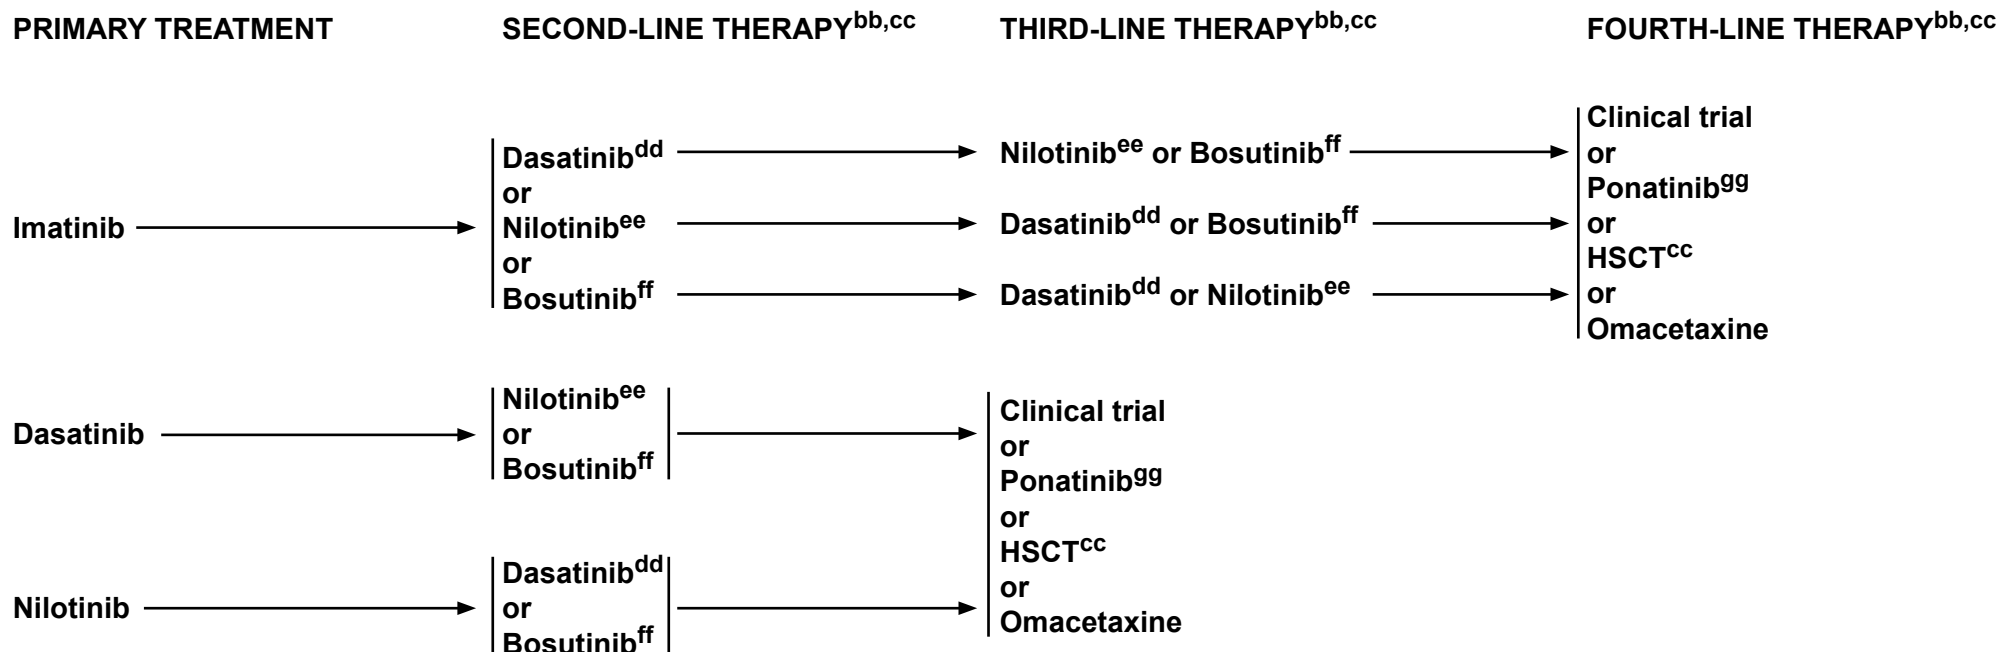 PRIMARY TREATMENT
SECOND-LINE THERAPYbb,cc
THIRD-LINE THERAPYbb,cc
FOURTH-LINE THERAPYbb,cc
Imatinib
Dasatinibdd
or
Nilotinibee
or
Bosutinibff
Nilotinibee or Bosutinibff
Dasatinibdd or Bosutinibff
Dasatinibdd or Nilotinibee
Clinical trial
or
Ponatinibgg
or
HSCTcc
or
Omacetaxine
Dasatinib
Nilotinibee
or
Bosutinibff
Nilotinib
Dasatinibdd
or
Bosutinibff
Clinical trial
or
Ponatinibgg
or
HSCTcc
or
Omacetaxine